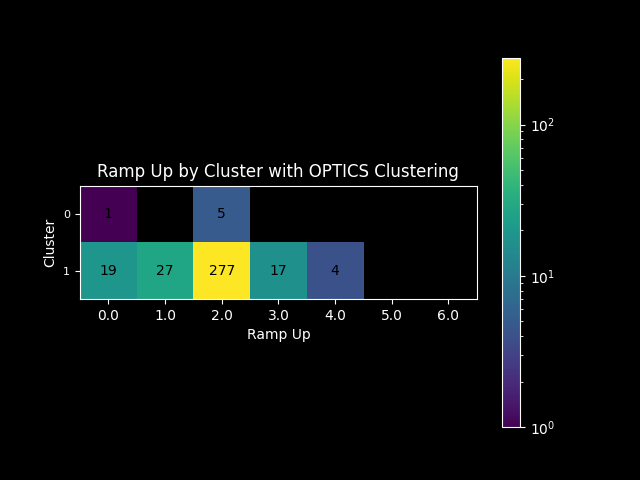 Ramp Up by Cluster with OPTICS Clustering
Cluster
0 1 5
1 19 27 277 17 4
0.0 1.0 2.0 3.0 4.0 5.0 6.0
Ramp Up
10²
10¹
10⁰